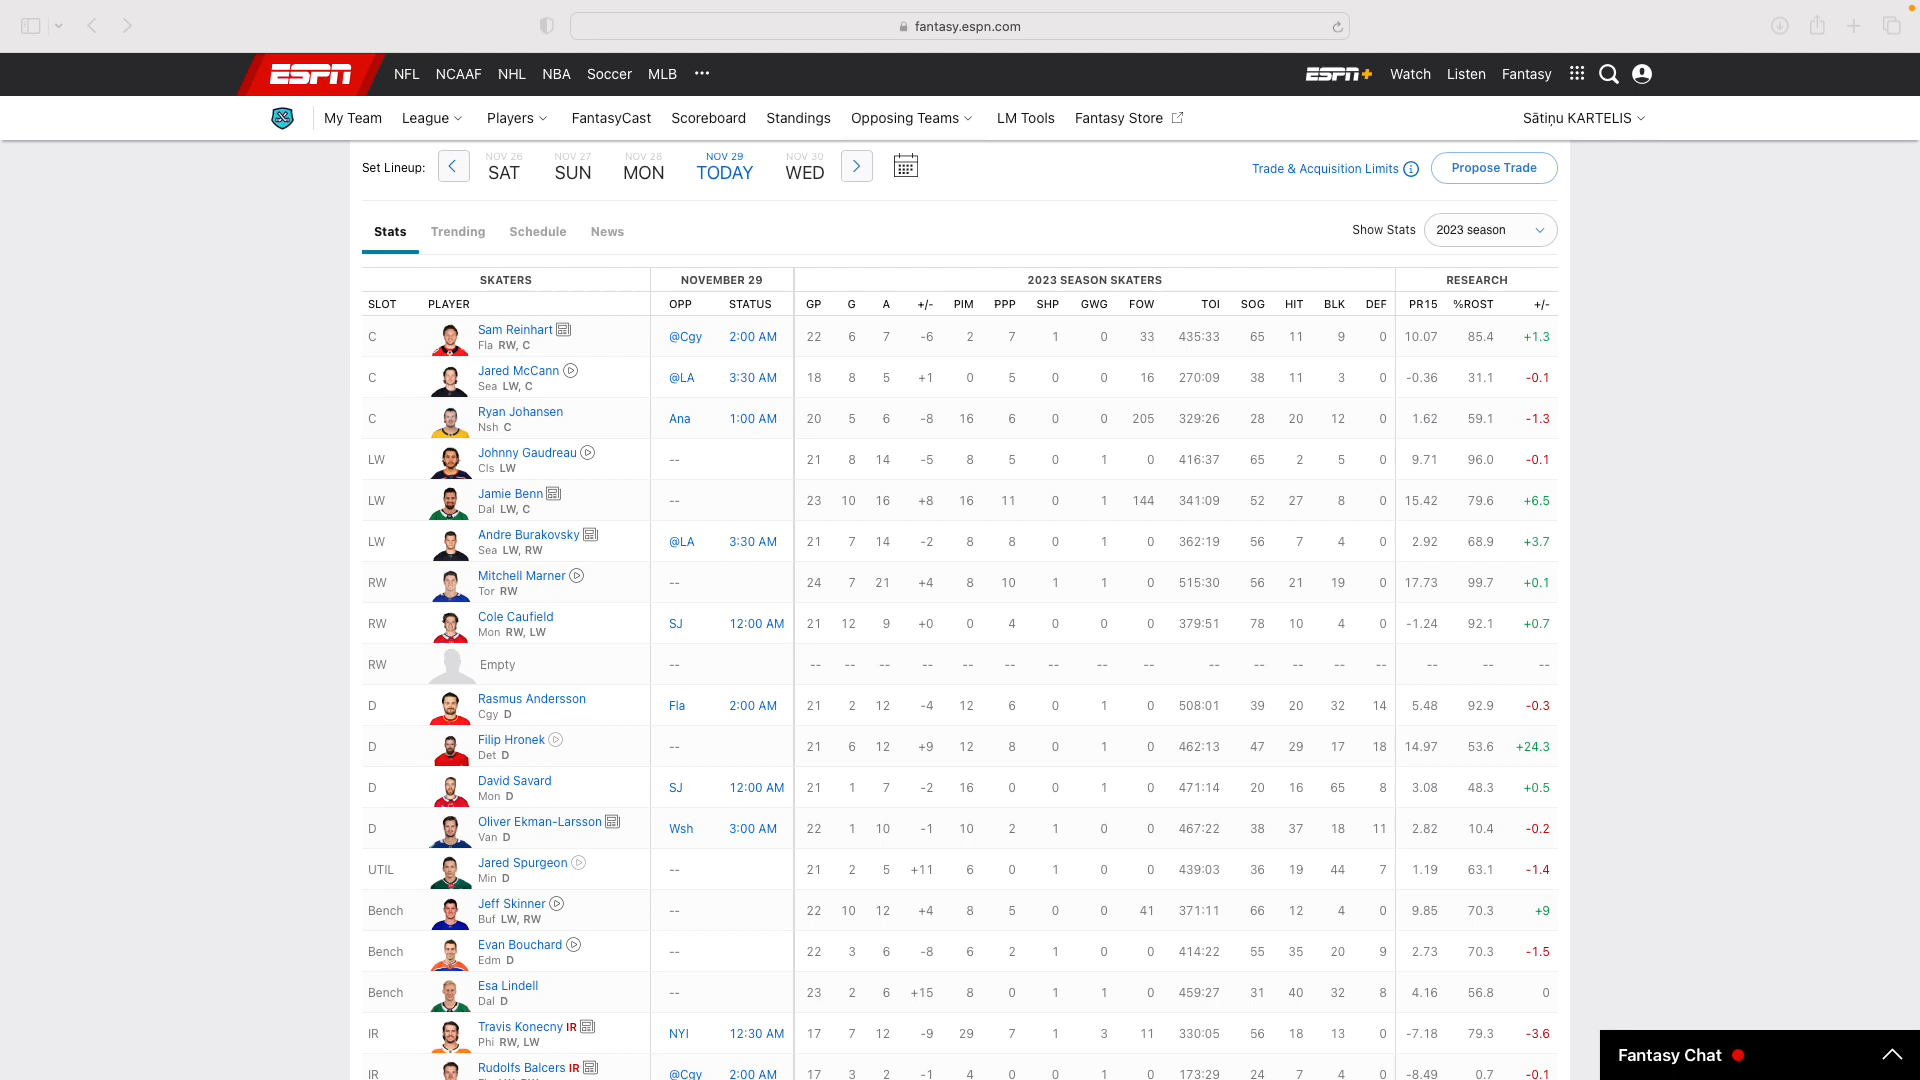 fantasy.espn.com
ESPN NFL NCAAF NHL NBA Soccer MLB ESPN+ Watch Listen Fantasy
My Team League Players FantasyCast Scoreboard Standings Opposing Teams LM Tools Fantasy Store Sātiņu KARTELIS
Set Lineup: NOV 26 SAT NOV 27 SUN NOV 28 MON NOV 29 TODAY NOV 30 WED Trade & Acquisition Limits Propose Trade
Stats Trending Schedule News Show Stats 2023 season
SKATERS NOVEMBER 29 2023 SEASON SKATERS RESEARCH
SLOT PLAYER OPP STATUS GP G A +/- PIM PPP SHP GWG FOW TOI SOG HIT BLK DEF PR15 %ROST +/-
C Sam Reinhart @Cgy 2:00 AM 22 6 7 -6 2 7 1 0 33 435:33 65 11 9 0 10.07 85.4 +1.3
Fla RW, C
C Jared McCann @LA 3:30 AM 18 8 5 +1 0 5 0 0 16 270:09 38 11 3 0 -0.36 31.1 -0.1
Sea LW, C
C Ryan Johansen Ana 1:00 AM 20 5 6 -8 16 6 0 0 205 329:26 28 20 12 0 1.62 59.1 -1.3
Nsh C
LW Johnny Gaudreau -- 21 8 14 -5 8 5 0 1 0 416:37 65 2 5 0 9.71 96.0 -0.1
Cls LW
LW Jamie Benn -- 23 10 16 +8 16 11 0 1 144 341:09 52 27 8 0 15.42 79.6 +6.5
Dal LW, C
LW Andre Burakovsky @LA 3:30 AM 21 7 14 -2 8 8 0 1 0 362:19 56 7 4 0 2.92 68.9 +3.7
Sea LW, RW
RW Mitchell Marner -- 24 7 21 +4 8 10 1 1 0 515:30 56 21 19 0 17.73 99.7 +0.1
Tor RW
RW Cole Caufield SJ 12:00 AM 21 12 9 +0 0 4 0 0 0 379:51 78 10 4 0 -1.24 92.1 +0.7
Mon RW, LW
RW Empty -- -- -- -- -- -- -- -- -- -- -- -- -- -- -- -- -- --
D Rasmus Andersson Fla 2:00 AM 21 2 12 -4 12 6 0 1 0 508:01 39 20 32 14 5.48 92.9 -0.3
Cgy D
D Filip Hronek -- 21 6 12 +9 12 8 0 1 0 462:13 47 29 17 18 14.97 53.6 +24.3
Det D
D David Savard SJ 12:00 AM 21 1 7 -2 16 0 0 1 0 471:14 20 16 65 8 3.08 48.3 +0.5
Mon D
D Oliver Ekman-Larsson Wsh 3:00 AM 22 1 10 -1 10 2 1 0 0 467:22 38 37 18 11 2.82 10.4 -0.2
Van D
UTIL Jared Spurgeon -- 21 2 5 +11 6 0 1 0 0 439:03 36 19 44 7 1.19 63.1 -1.4
Min D
Bench Jeff Skinner -- 22 10 12 +4 8 5 0 0 41 371:11 66 12 4 0 9.85 70.3 +9
Buf LW, RW
Bench Evan Bouchard -- 22 3 6 -8 6 2 1 0 0 414:22 55 35 20 9 2.73 70.3 -1.5
Edm D
Bench Esa Lindell -- 23 2 6 +15 8 0 1 1 0 459:27 31 40 32 8 4.16 56.8 0
Dal D
IR Travis Konecny IR NYI 12:30 AM 17 7 12 -9 29 7 1 3 11 330:05 56 18 13 0 -7.18 79.3 -3.6
Phi RW, LW
IR Rudolfs Balcers IR @Cgy 2:00 AM 17 3 2 -1 4 0 0 1 0 173:29 24 7 4 0 -8.49 0.7 -0.1
Fantasy Chat